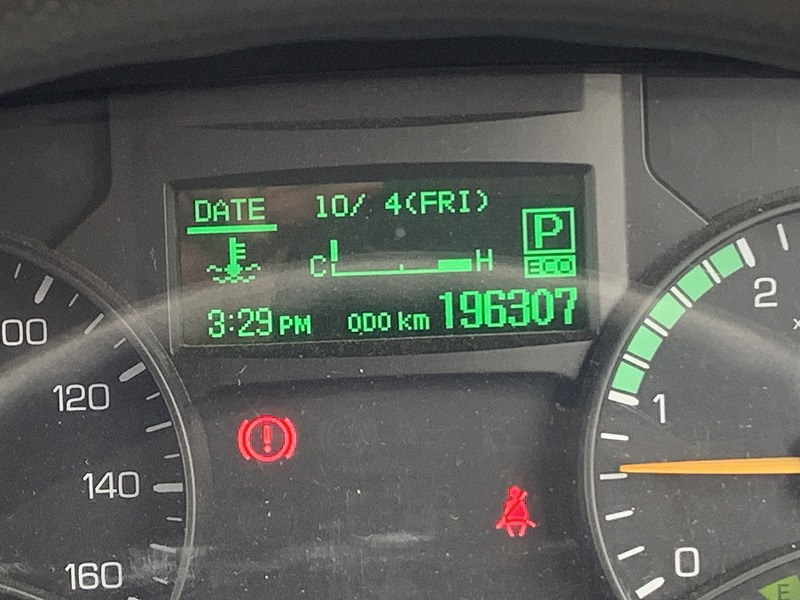 DATE 10/ 4(FRI)
P
C H
ECO
3:29 PM ODO km 196307
00
120
140
160
2
1
0
E